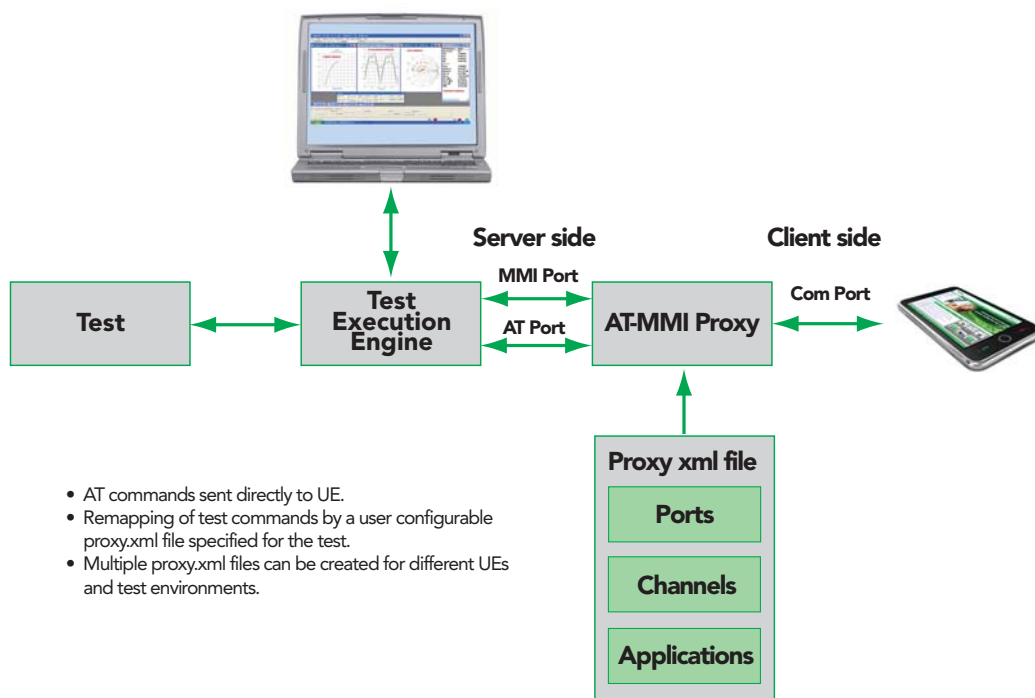 Server side
Client side
MMI Port
AT Port
Com Port
Test
Test
Execution
Engine
AT-MMI Proxy
Proxy xml file
Ports
Channels
Applications
• AT commands sent directly to UE.
• Remapping of test commands by a user configurable
proxy.xml file specified for the test.
• Multiple proxy.xml files can be created for different UEs
and test environments.